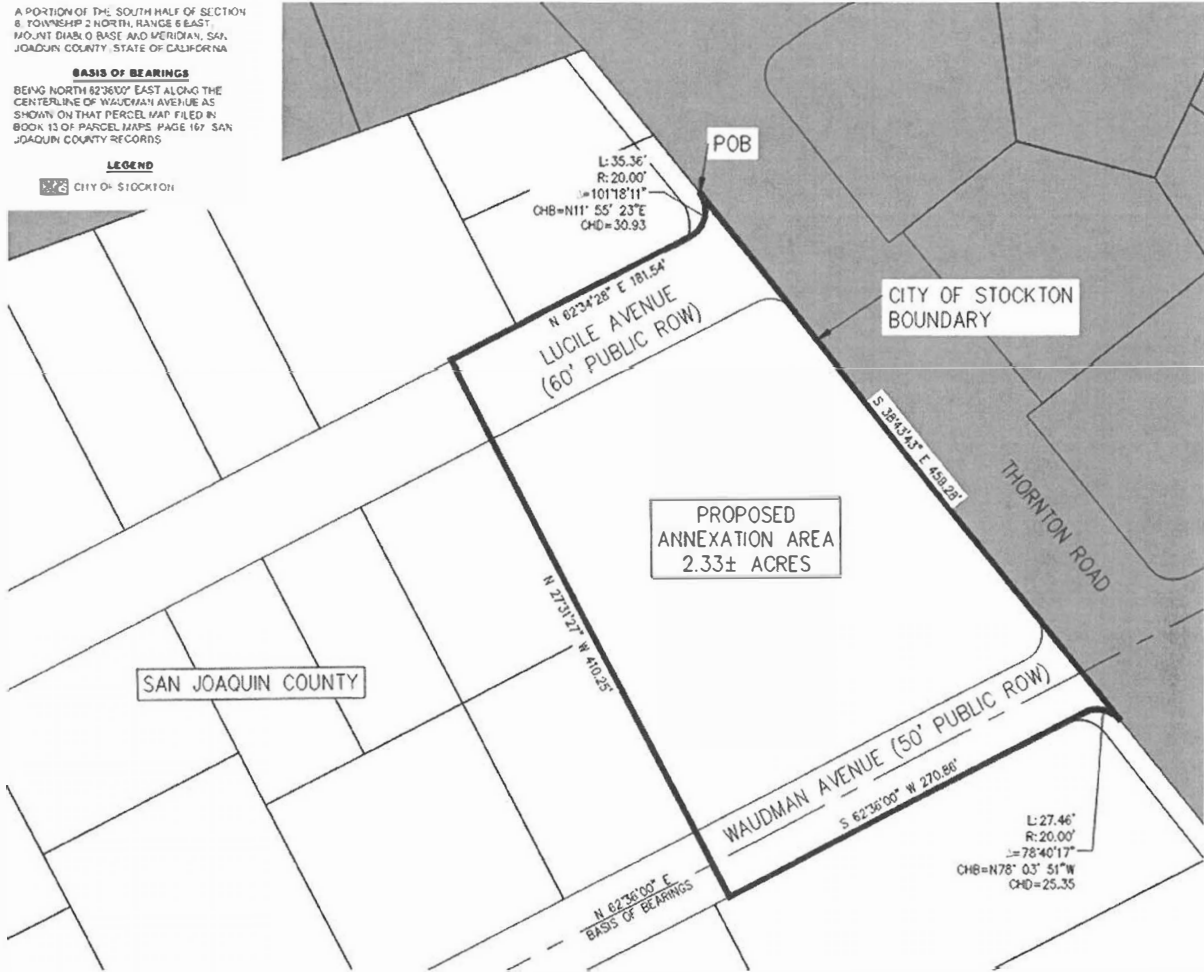 A PORTION OF THE SOUTH HALF OF SECTION
6, TOWNSHIP 2 NORTH, RANGE 6 EAST,
MOUNT DIABLO BASE AND MERIDIAN, SAN
JOAQUIN COUNTY, STATE OF CALIFORNIA
BASIS OF BEARINGS
BEING NORTH 62°36'00" EAST ALONG THE
CENTERLINE OF WAUDMAN AVENUE AS
SHOWN ON THAT PERCEL MAP FILED IN
BOOK 13 OF PARCEL MAPS, PAGE 167, SAN
JOAQUIN COUNTY RECORDS
LEGEND
CITY OF STOCKTON
POB
L: 35.36'
R: 20.00'
Δ=101°18'11"
CHB=N11° 55' 23"E
CHD=30.93
N 62°34'28" E 181.54'
LUCILE AVENUE
(60' PUBLIC ROW)
CITY OF STOCKTON
BOUNDARY
S 38°43'43" E 458.28'
THORNTON ROAD
PROPOSED
ANNEXATION AREA
2.33± ACRES
N 27°31'27" W 410.25'
SAN JOAQUIN COUNTY
WAUDMAN AVENUE (50' PUBLIC ROW)
S 62°36'00" W 270.86'
L: 27.46'
R: 20.00'
Δ=78°40'17"
CHB=N78° 03' 51"W
CHD=25.35
N 62°36'00" E
BASIS OF BEARINGS